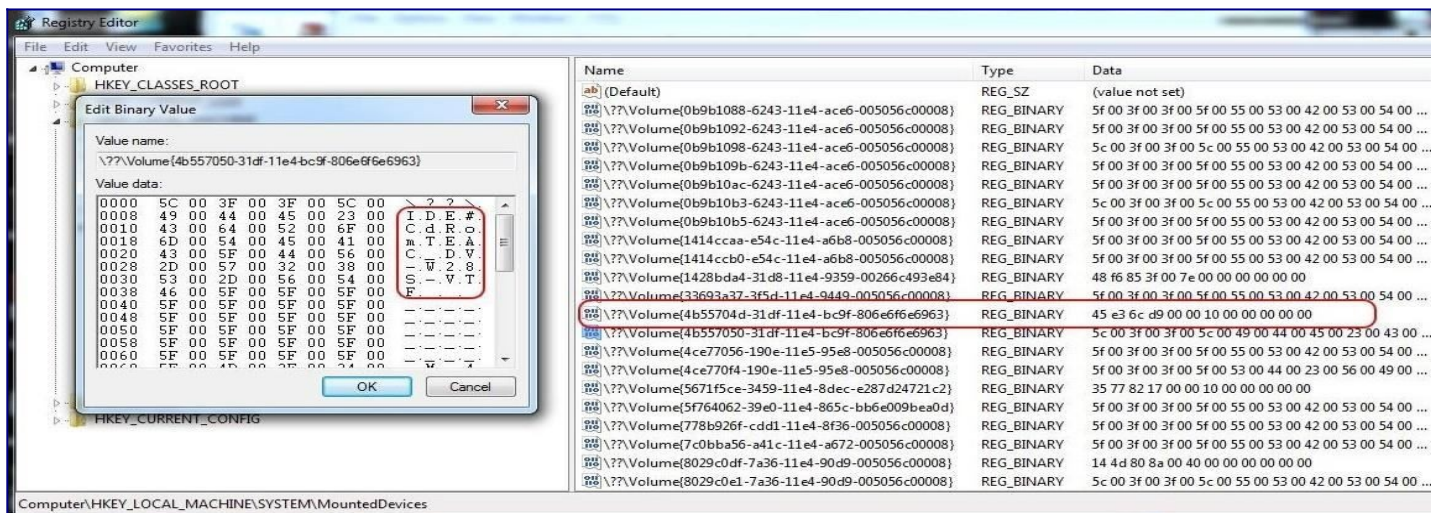 Registry Editor
File Edit View Favorites Help
Computer
HKEY_CLASSES_ROOT
Edit Binary Value
Value name:
\??\Volume{4b557050-31df-11e4-bc9f-806e6f6e6963}
Value data:
0000 5C 00 3F 00 3F 00 5C 00 \.?.?.\.
0008 49 00 44 00 45 00 23 00 I.D.E.#.
0010 43 00 64 00 52 00 6F 00 C.d.R.o.
0018 6D 00 54 00 45 00 41 00 m.T.E.A.
0020 43 00 5F 00 44 00 56 00 C._.D.V.
0028 2D 00 57 00 32 00 38 00 -.W.2.8.
0030 53 00 2D 00 56 00 54 00 S.-.V.T.
0038 46 00 5F 00 5F 00 5F 00 F._._._.
0040 5F 00 5F 00 5F 00 5F 00 _._._._.
0048 5F 00 5F 00 5F 00 5F 00 _._._._.
0050 5F 00 5F 00 5F 00 5F 00 _._._._.
0058 5F 00 5F 00 5F 00 5F 00 _._._._.
0060 5F 00 5F 00 5F 00 5F 00 _._._._.
OK Cancel
HKEY_CURRENT_CONFIG
Name Type Data
(Default) REG_SZ (value not set)
\??\Volume{0b9b1088-6243-11e4-ace6-005056c00008} REG_BINARY 5f 00 3f 00 3f 00 5f 00 55 00 53 00 42 00 53 00 54 00 ...
\??\Volume{0b9b1092-6243-11e4-ace6-005056c00008} REG_BINARY 5f 00 3f 00 3f 00 5f 00 55 00 53 00 42 00 53 00 54 00 ...
\??\Volume{0b9b1098-6243-11e4-ace6-005056c00008} REG_BINARY 5c 00 3f 00 3f 00 5c 00 55 00 53 00 42 00 53 00 54 00 ...
\??\Volume{0b9b109b-6243-11e4-ace6-005056c00008} REG_BINARY 5f 00 3f 00 3f 00 5f 00 55 00 53 00 42 00 53 00 54 00 ...
\??\Volume{0b9b10ac-6243-11e4-ace6-005056c00008} REG_BINARY 5f 00 3f 00 3f 00 5f 00 55 00 53 00 42 00 53 00 54 00 ...
\??\Volume{0b9b10b3-6243-11e4-ace6-005056c00008} REG_BINARY 5c 00 3f 00 3f 00 5c 00 55 00 53 00 42 00 53 00 54 00 ...
\??\Volume{0b9b10b5-6243-11e4-ace6-005056c00008} REG_BINARY 5f 00 3f 00 3f 00 5f 00 55 00 53 00 42 00 53 00 54 00 ...
\??\Volume{1414ccaa-e54c-11e4-a6b8-005056c00008} REG_BINARY 5f 00 3f 00 3f 00 5f 00 55 00 53 00 42 00 53 00 54 00 ...
\??\Volume{1414ccb0-e54c-11e4-a6b8-005056c00008} REG_BINARY 5f 00 3f 00 3f 00 5f 00 55 00 53 00 42 00 53 00 54 00 ...
\??\Volume{1428bda4-31d8-11e4-9359-00266c493e84} REG_BINARY 48 f6 85 3f 00 7e 00 00 00 00 00 00
\??\Volume{33693a37-3f5d-11e4-9449-005056c00008} REG_BINARY 5f 00 3f 00 3f 00 5f 00 55 00 53 00 42 00 53 00 54 00 ...
\??\Volume{4b55704d-31df-11e4-bc9f-806e6f6e6963} REG_BINARY 45 e3 6c d9 00 00 10 00 00 00 00 00
\??\Volume{4b557050-31df-11e4-bc9f-806e6f6e6963} REG_BINARY 5c 00 3f 00 3f 00 5c 00 49 00 44 00 45 00 23 00 43 00 ...
\??\Volume{4ce77056-190e-11e5-95e8-005056c00008} REG_BINARY 5f 00 3f 00 3f 00 5f 00 55 00 53 00 42 00 53 00 54 00 ...
\??\Volume{4ce770f4-190e-11e5-95e8-005056c00008} REG_BINARY 5f 00 3f 00 3f 00 5f 00 53 00 44 00 23 00 56 00 49 00 ...
\??\Volume{5671f5ce-3459-11e4-8dec-e287d24721c2} REG_BINARY 35 77 82 17 00 00 10 00 00 00 00 00
\??\Volume{5f764062-39e0-11e4-865c-bb6e009bea0d} REG_BINARY 5f 00 3f 00 3f 00 5f 00 55 00 53 00 42 00 53 00 54 00 ...
\??\Volume{778b926f-cdd1-11e4-8f36-005056c00008} REG_BINARY 5f 00 3f 00 3f 00 5f 00 55 00 53 00 42 00 53 00 54 00 ...
\??\Volume{7c0bba56-a41c-11e4-a672-005056c00008} REG_BINARY 5f 00 3f 00 3f 00 5f 00 55 00 53 00 42 00 53 00 54 00 ...
\??\Volume{8029c0df-7a36-11e4-90d9-005056c00008} REG_BINARY 14 4d 80 8a 00 40 00 00 00 00 00 00
\??\Volume{8029c0e1-7a36-11e4-90d9-005056c00008} REG_BINARY 5c 00 3f 00 3f 00 5c 00 55 00 53 00 42 00 53 00 54 00 ...
Computer\HKEY_LOCAL_MACHINE\SYSTEM\MountedDevices